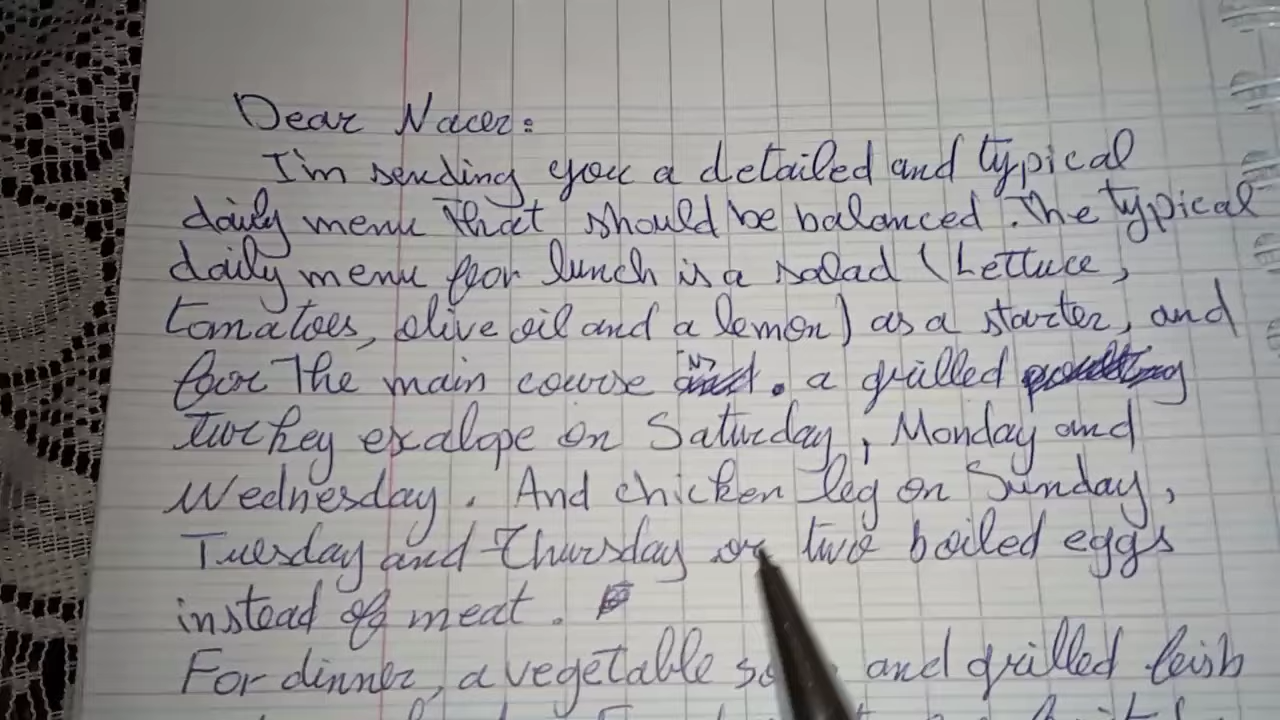 Dear Nacer:
I'm sending you a detailed and typical
daily menu that should be balanced. The typical
daily menu foor lunch is a salad (Lettuce,
tomatoes, olive oil and a lemon) as a starter, and
foor The main course is. a grilled
turkey escalope on Saturday, Monday and
Wednesday. And chicken leg on Sunday,
Tuesday and Thursday or two boiled eggs
instead of meat.
For dinner, a vegetable and grilled feish